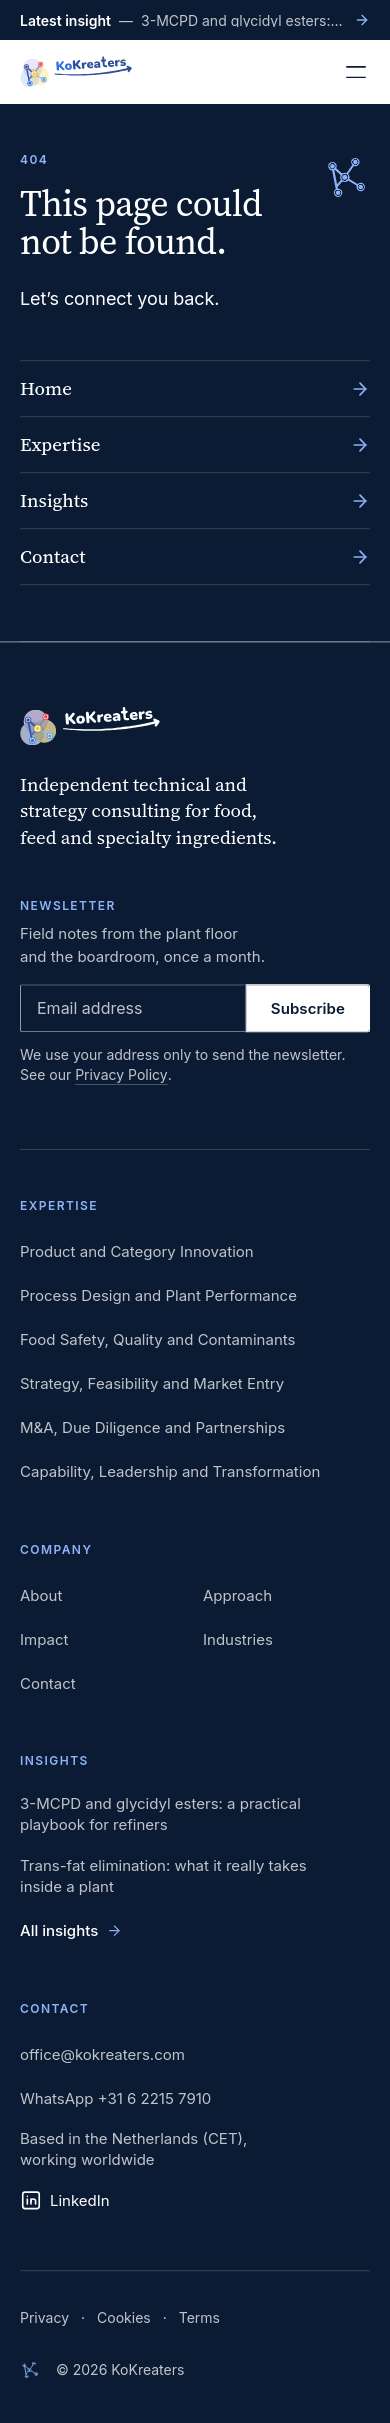 Latest insight — 3-MCPD and glycidyl esters:...
KoKreaters
404
This page could
not be found.
Let’s connect you back.
Home
Expertise
Insights
Contact
KoKreaters
Independent technical and
strategy consulting for food,
feed and specialty ingredients.
NEWSLETTER
Field notes from the plant floor
and the boardroom, once a month.
Email address
Subscribe
We use your address only to send the newsletter.
See our Privacy Policy.
EXPERTISE
Product and Category Innovation
Process Design and Plant Performance
Food Safety, Quality and Contaminants
Strategy, Feasibility and Market Entry
M&A, Due Diligence and Partnerships
Capability, Leadership and Transformation
COMPANY
About
Approach
Impact
Industries
Contact
INSIGHTS
3-MCPD and glycidyl esters: a practical
playbook for refiners
Trans-fat elimination: what it really takes
inside a plant
All insights
CONTACT
office@kokreaters.com
WhatsApp +31 6 2215 7910
Based in the Netherlands (CET),
working worldwide
LinkedIn
Privacy · Cookies · Terms
© 2026 KoKreaters